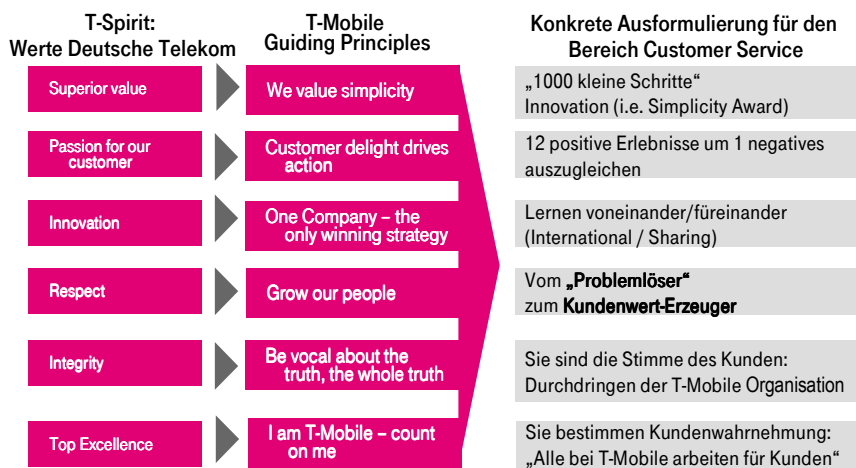 T-Spirit:
Werte Deutsche Telekom
T-Mobile
Guiding Principles
Konkrete Ausformulierung für den
Bereich Customer Service
Superior value
We value simplicity
„1000 kleine Schritte“
Innovation (i.e. Simplicity Award)
Passion for our
customer
Customer delight drives
action
12 positive Erlebnisse um 1 negatives
auszugleichen
Innovation
One Company – the
only winning strategy
Lernen voneinander/füreinander
(International / Sharing)
Respect
Grow our people
Vom „Problemlöser“
zum Kundenwert-Erzeuger
Integrity
Be vocal about the
truth, the whole truth
Sie sind die Stimme des Kunden:
Durchdringen der T-Mobile Organisation
Top Excellence
I am T-Mobile – count
on me
Sie bestimmen Kundenwahrnehmung:
„Alle bei T-Mobile arbeiten für Kunden“